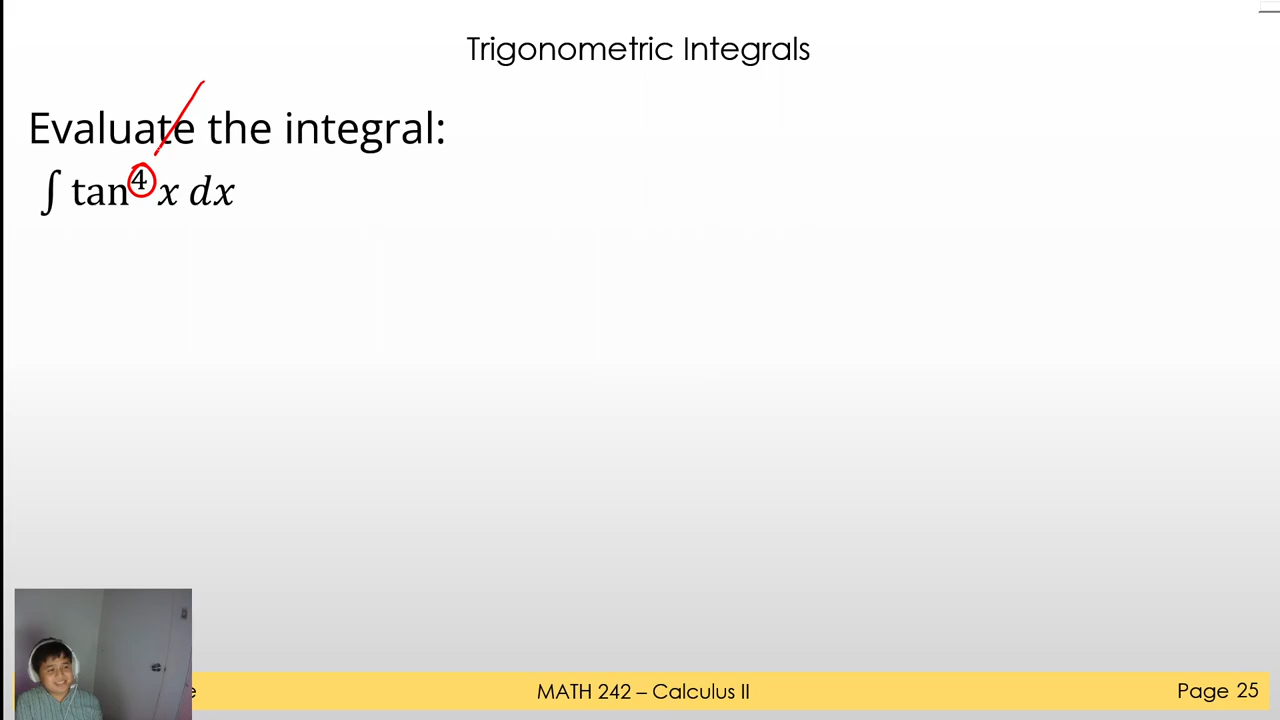 Trigonometric Integrals
Evaluate the integral:
∫ tan⁴ x dx
e
MATH 242 – Calculus II
Page 25